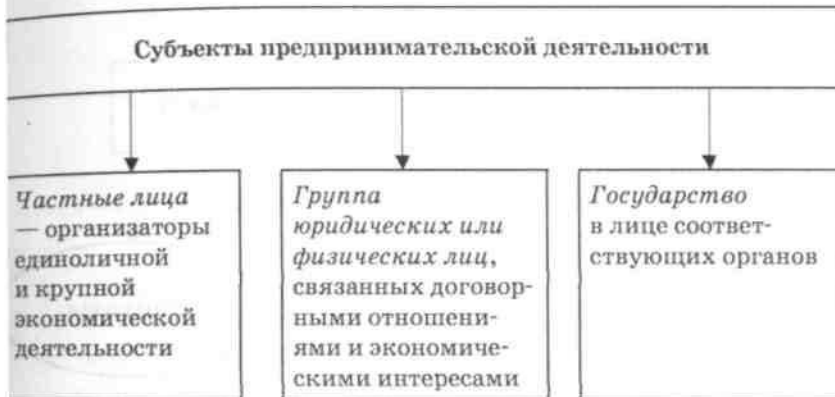 Субъекты предпринимательской деятельности
Частные лица
— организаторы
единоличной
и крупной
экономической
деятельности
Группа
юридических или
физических лиц,
связанных договор-
ными отношени-
ями и экономиче-
скими интересами
Государство
в лице соответ-
ствующих органов